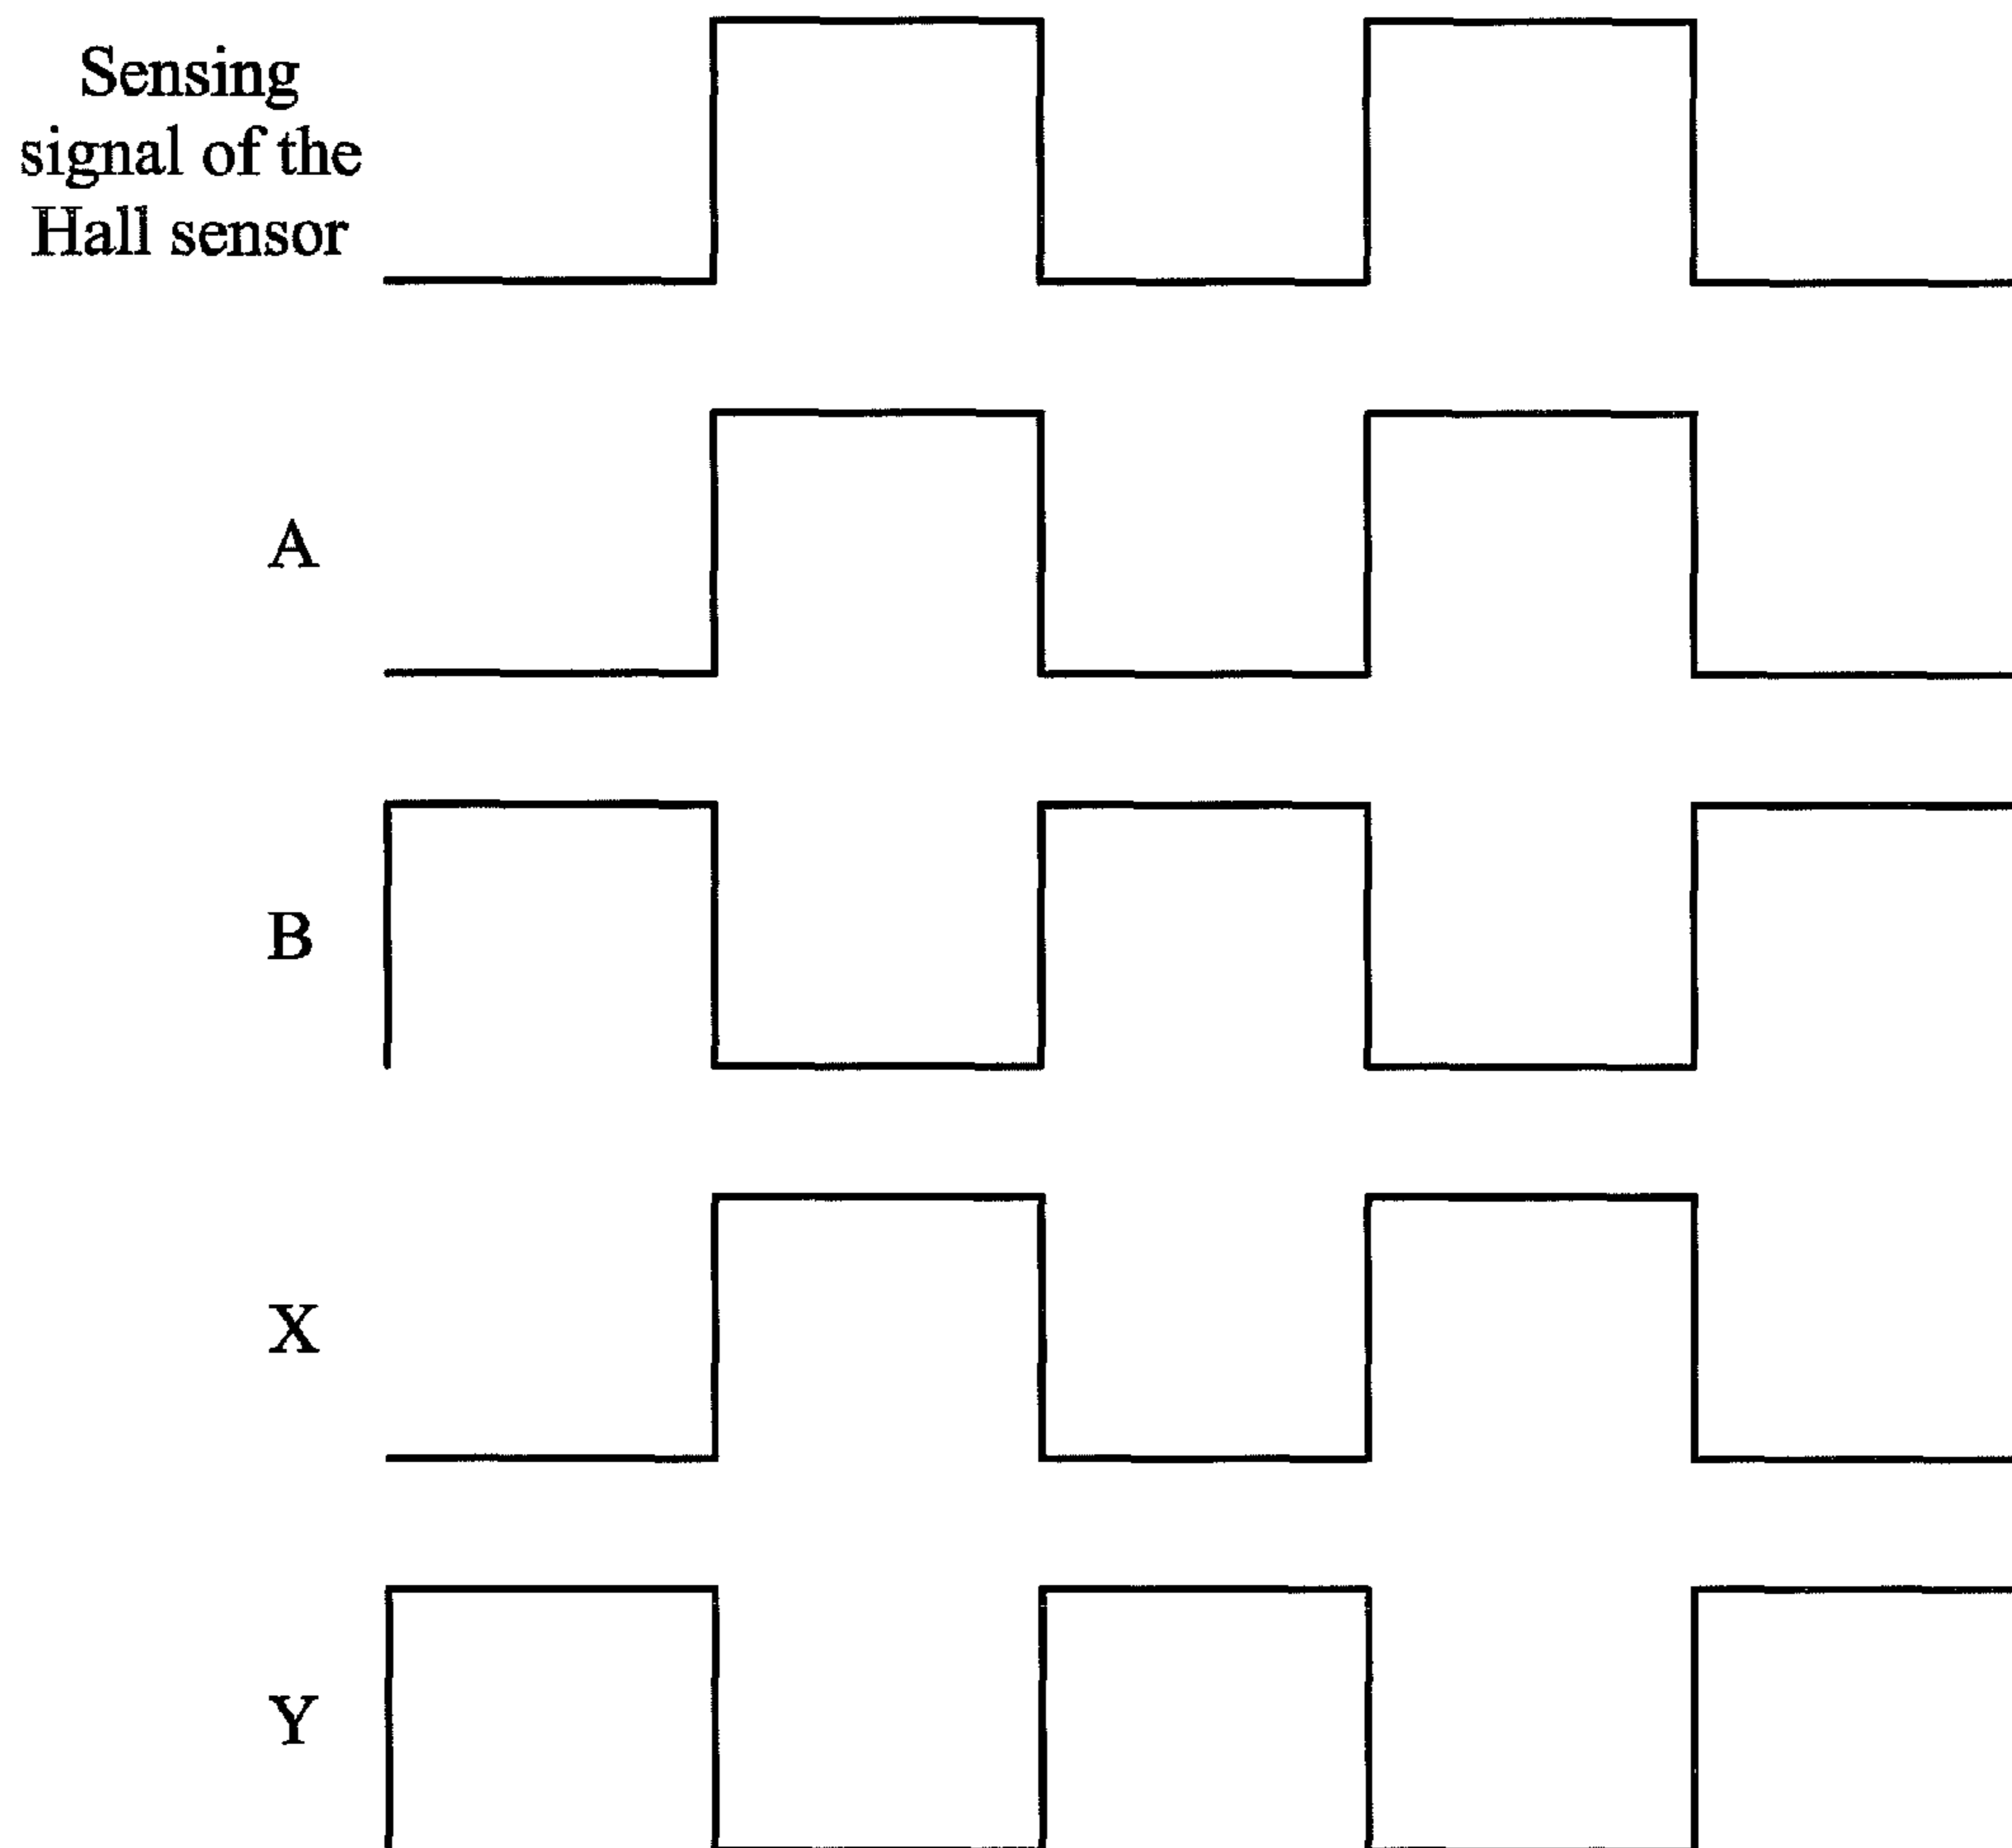 Sensing
signal of the
Hall sensor
A
B
X
Y